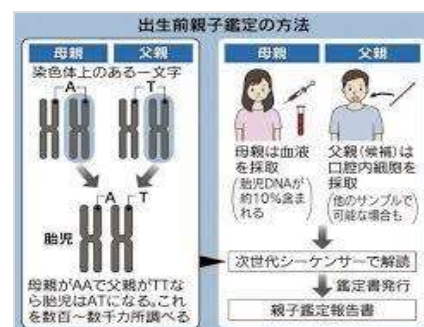 出生前親子鑑定の方法
母親
父親
染色体上のある一文字
A
T
A
T
胎児
母親がAAで父親がTTな
ら胎児はATになる。これ
を数百～数千カ所調べる
母親
父親
母親は血液
を採取
(胎児DNAが
約10%含ま
れる)
父親(候補)は
口腔内細胞を
採取
(他のサンプルで
可能な場合も)
次世代シーケンサーで解読
鑑定書発行
親子鑑定報告書